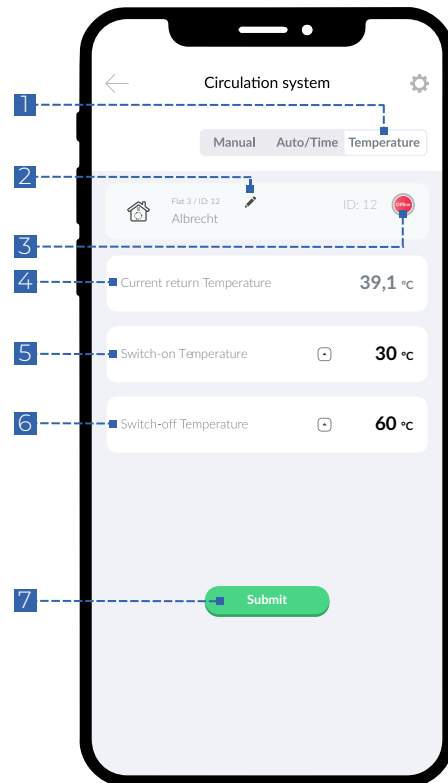 Circulation system
1
Manual Auto/Time Temperature
2
Flat 3 / ID: 12
Albrecht
ID: 12
Offline
3
4
Current return Temperature 39,1 °C
5
Switch-on Temperature 30 °C
6
Switch-off Temperature 60 °C
7
Submit